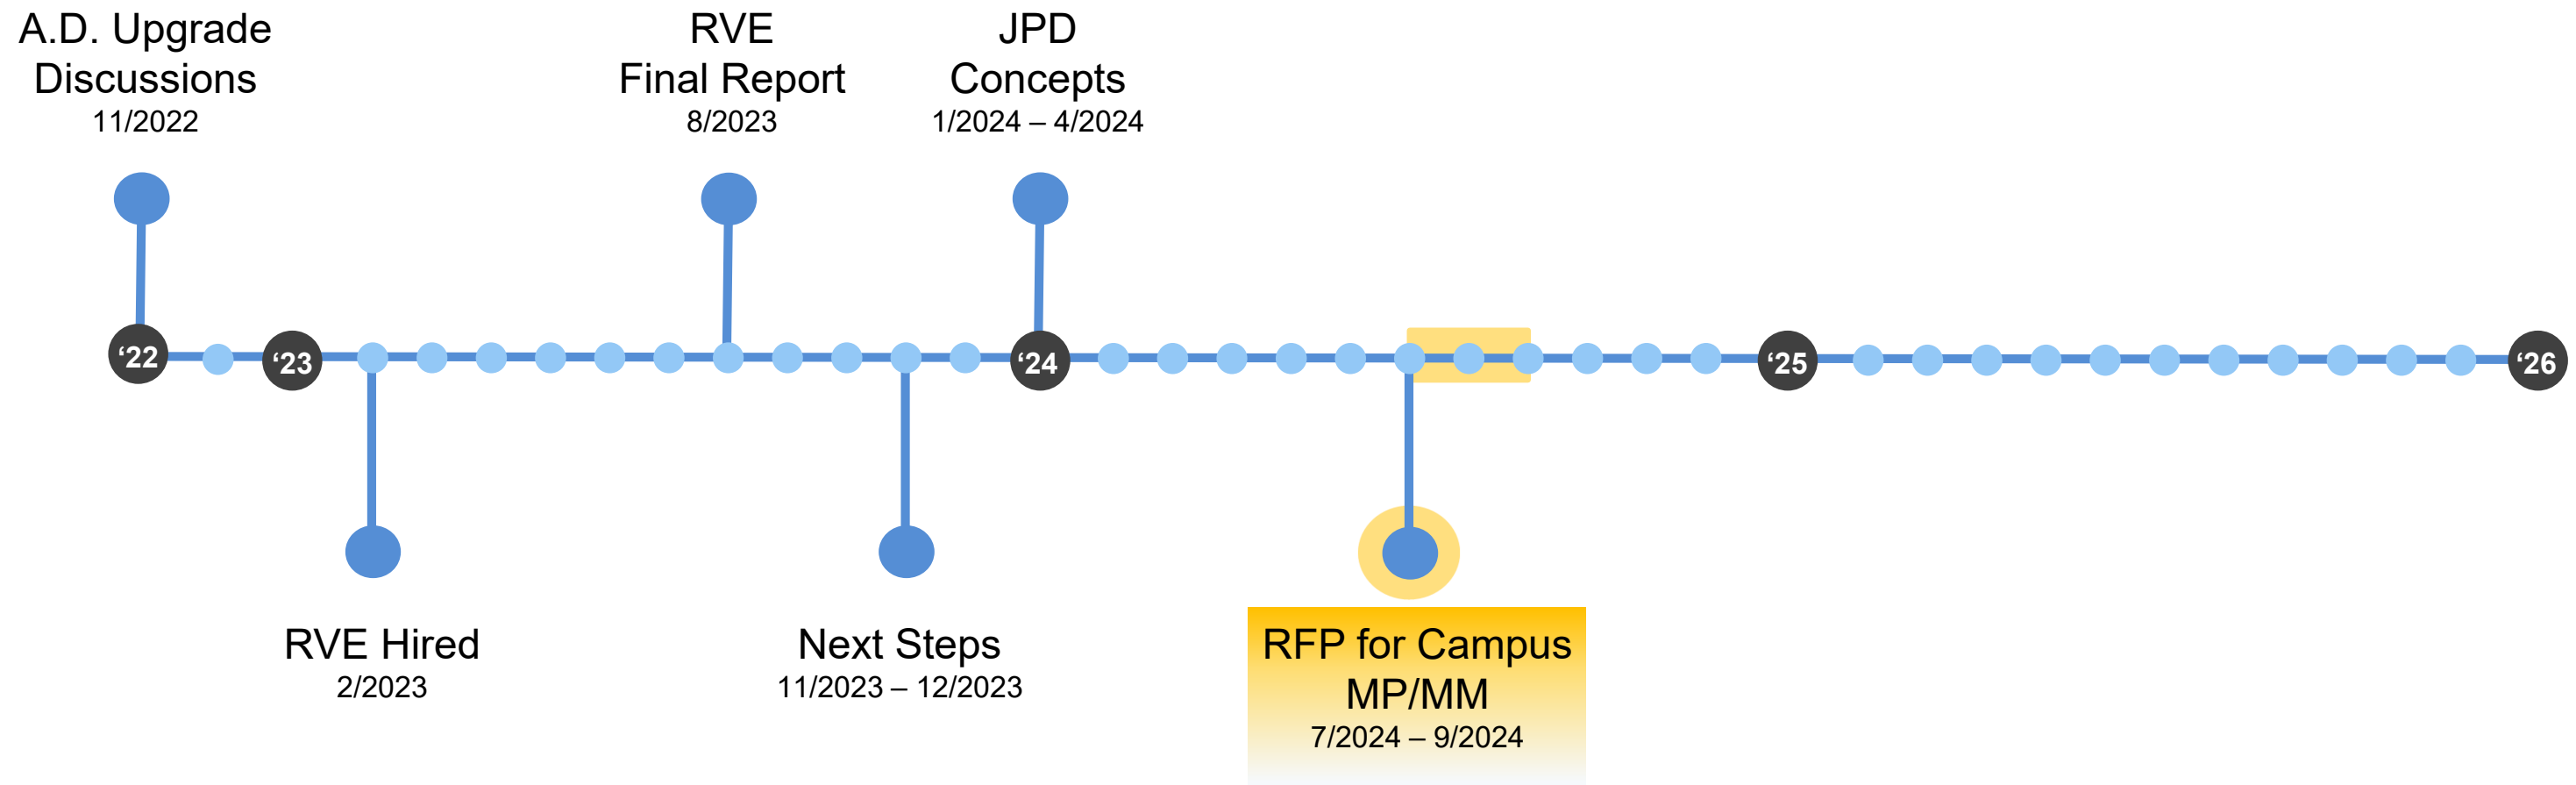 A.D. Upgrade
Discussions
11/2022
RVE
Final Report
8/2023
JPD
Concepts
1/2024 – 4/2024
‘22
‘23
‘24
‘25
‘26
RVE Hired
2/2023
Next Steps
11/2023 – 12/2023
RFP for Campus
MP/MM
7/2024 – 9/2024